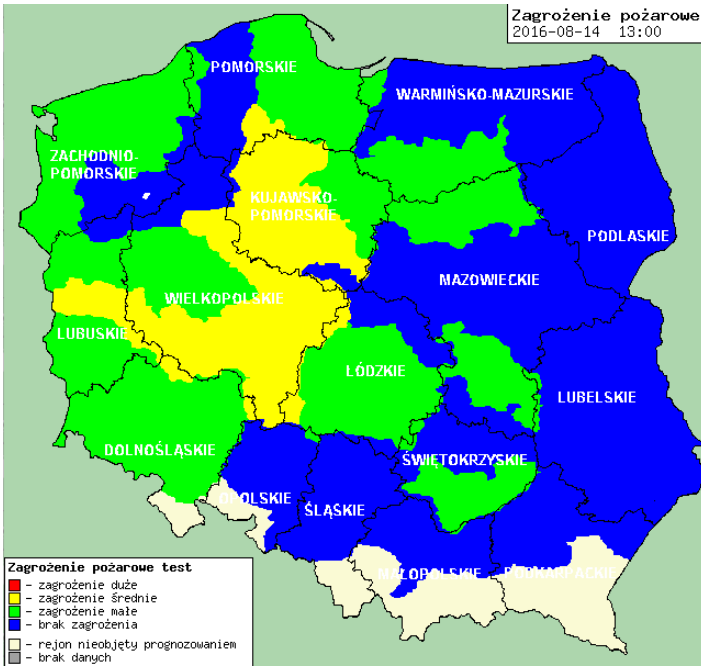 Zagrożenie pożarowe
2016-08-14 13:00
POMORSKIE
WARMIŃSKO-MAZURSKIE
ZACHODNIO-
POMORSKIE
KUJAWSKO-
POMORSKIE
PODLASKIE
MAZOWIECKIE
WIELKOPOLSKIE
LUBUSKIE
ŁÓDZKIE
LUBELSKIE
DOLNOŚLĄSKIE
ŚWIĘTOKRZYSKIE
OPOLSKIE
ŚLĄSKIE
MAŁOPOLSKIE
PODKARPACKIE
Zagrożenie pożarowe test
- zagrożenie duże
- zagrożenie średnie
- zagrożenie małe
- brak zagrożenia
- rejon nieobjęty prognozowaniem
- brak danych